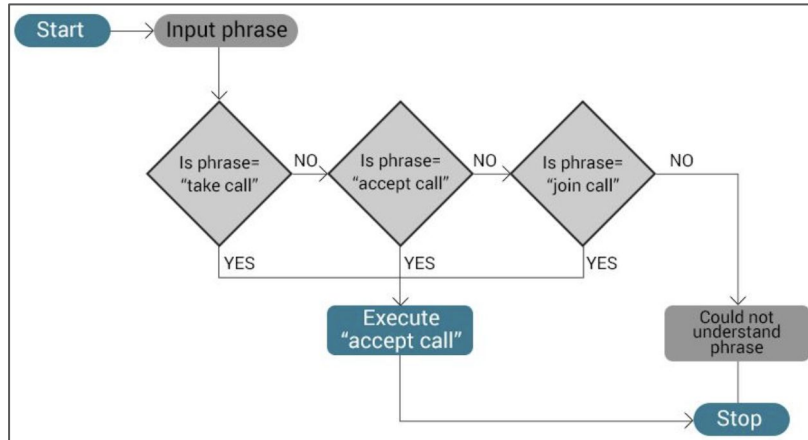 Start
Input phrase
Is phrase=
“take call”
NO
Is phrase=
“accept call”
NO
Is phrase=
“join call”
NO
YES
YES
YES
Execute
“accept call”
Could not
understand
phrase
Stop